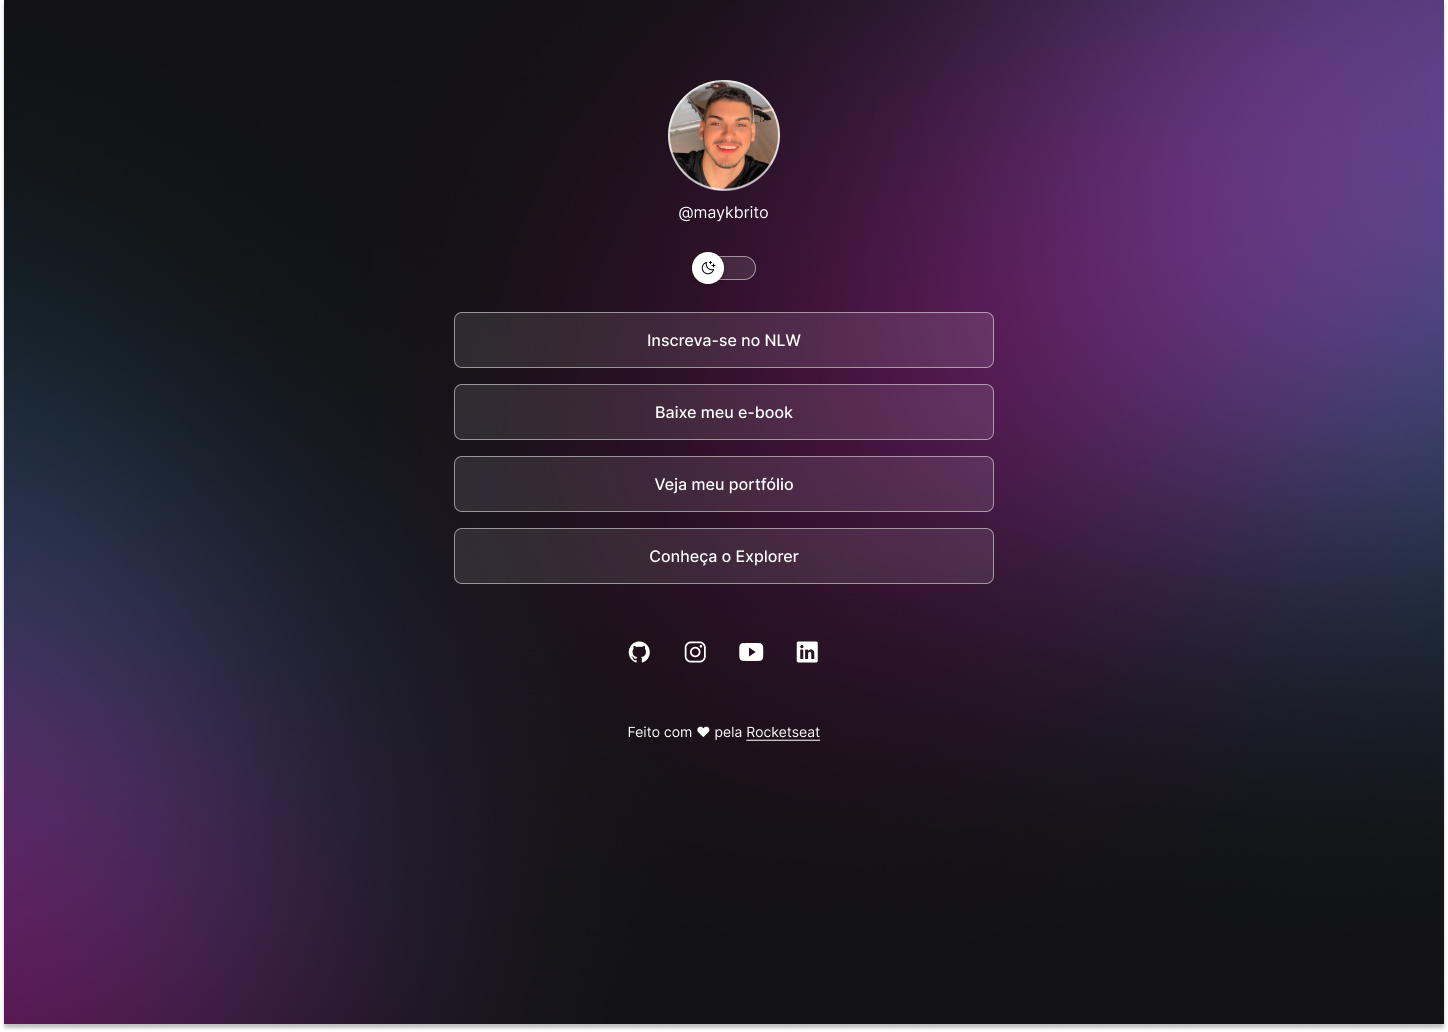 @maykbrito
Inscreva-se no NLW
Baixe meu e-book
Veja meu portfólio
Conheça o Explorer
Feito com ♥ pela Rocketseat